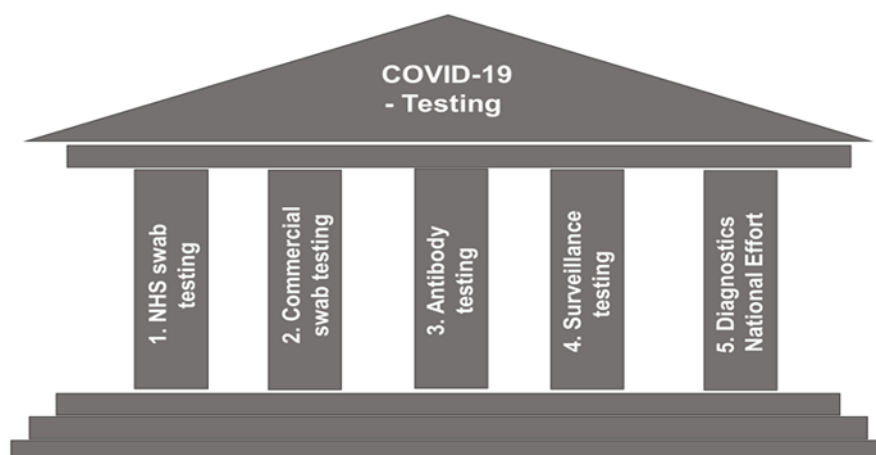 COVID-19
- Testing
1. NHS swab
testing
2. Commercial
swab testing
3. Antibody
testing
4. Surveillance
testing
5. Diagnostics
National Effort